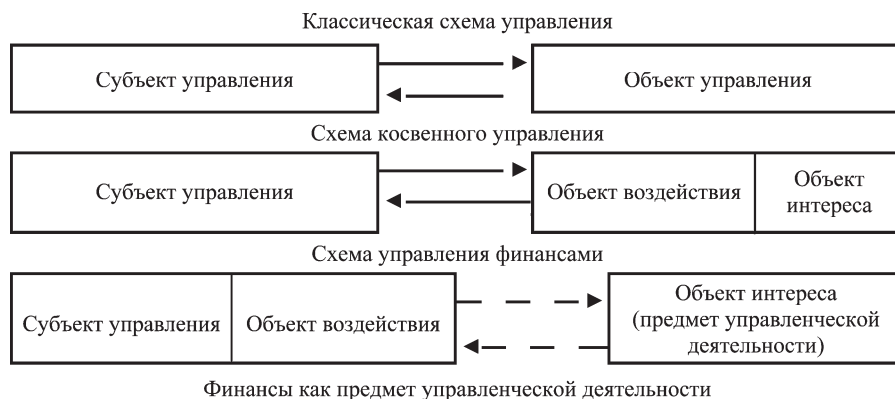 Классическая схема управления
Субъект управления
Объект управления
Схема косвенного управления
Субъект управления
Объект воздействия
Объект
интереса
Схема управления финансами
Субъект управления
Объект воздействия
Объект интереса
(предмет управленческой
деятельности)
Финансы как предмет управленческой деятельности